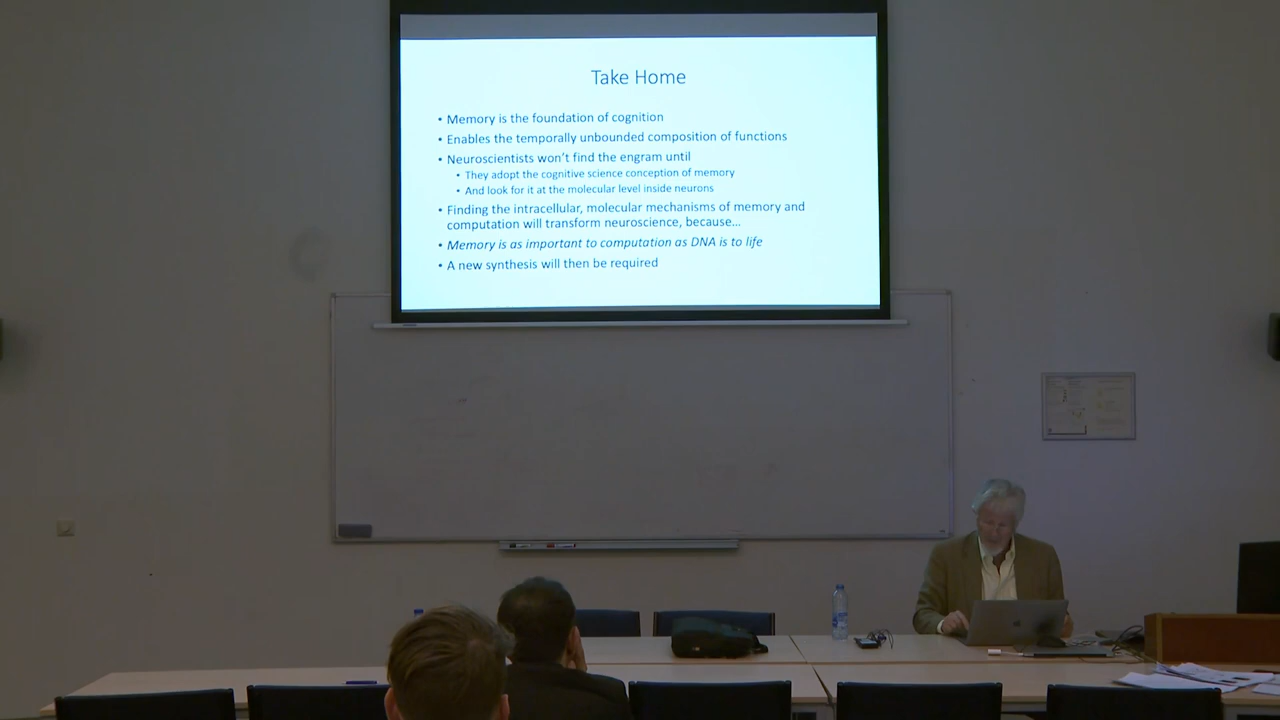 Take Home
• Memory is the foundation of cognition
• Enables the temporally unbounded composition of functions
• Neuroscientists won't find the engram until
• They adopt the cognitive science conception of memory
• And look for it at the molecular level inside neurons
• Finding the intracellular, molecular mechanisms of memory and
computation will transform neuroscience, because…
• Memory is as important to computation as DNA is to life
• A new synthesis will then be required